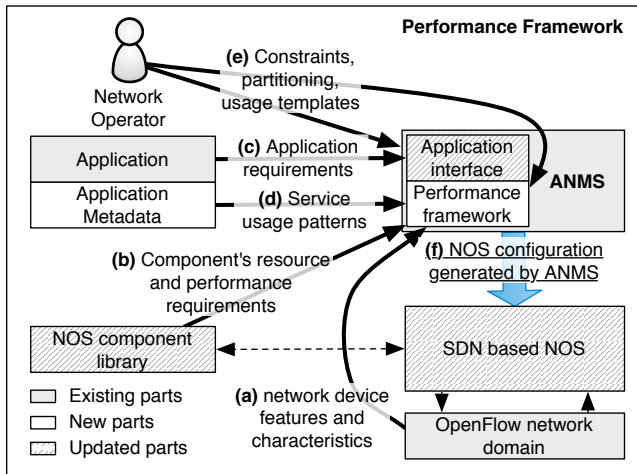 Performance Framework
(e) Constraints,
partitioning,
usage templates
Network
Operator
Application
(c) Application
requirements
Application
interface
ANMS
Application
Metadata
(d) Service
usage patterns
Performance
framework
(b) Component's resource
and performance
requirements
(f) NOS configuration
generated by ANMS
NOS component
library
SDN based NOS
(a) network device
features and
characteristics
Existing parts
New parts
Updated parts
OpenFlow network
domain